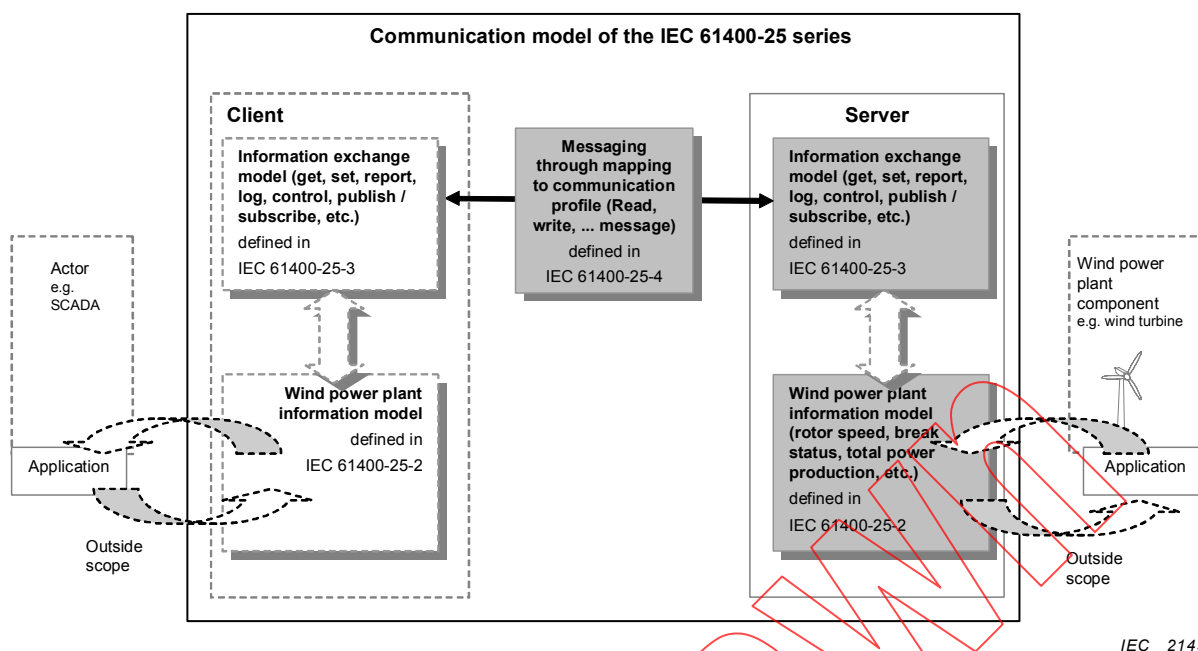 Communication model of the IEC 61400-25 series
Client
Information exchange
model (get, set, report,
log, control, publish /
subscribe, etc.)
defined in
IEC 61400-25-3
Wind power plant
information model
defined in
IEC 61400-25-2
Messaging
through mapping
to communication
profile (Read,
write, ... message)
defined in
IEC 61400-25-4
Server
Information exchange
model (get, set, report,
log, control, publish /
subscribe, etc.)
defined in
IEC 61400-25-3
Wind power plant
information model
(rotor speed, break
status, total power
production, etc.)
defined in
IEC 61400-25-2
Actor
e.g.
SCADA
Application
Outside
scope
Wind power
plant
component
e.g. wind turbine
Application
Outside
scope
IEC 214